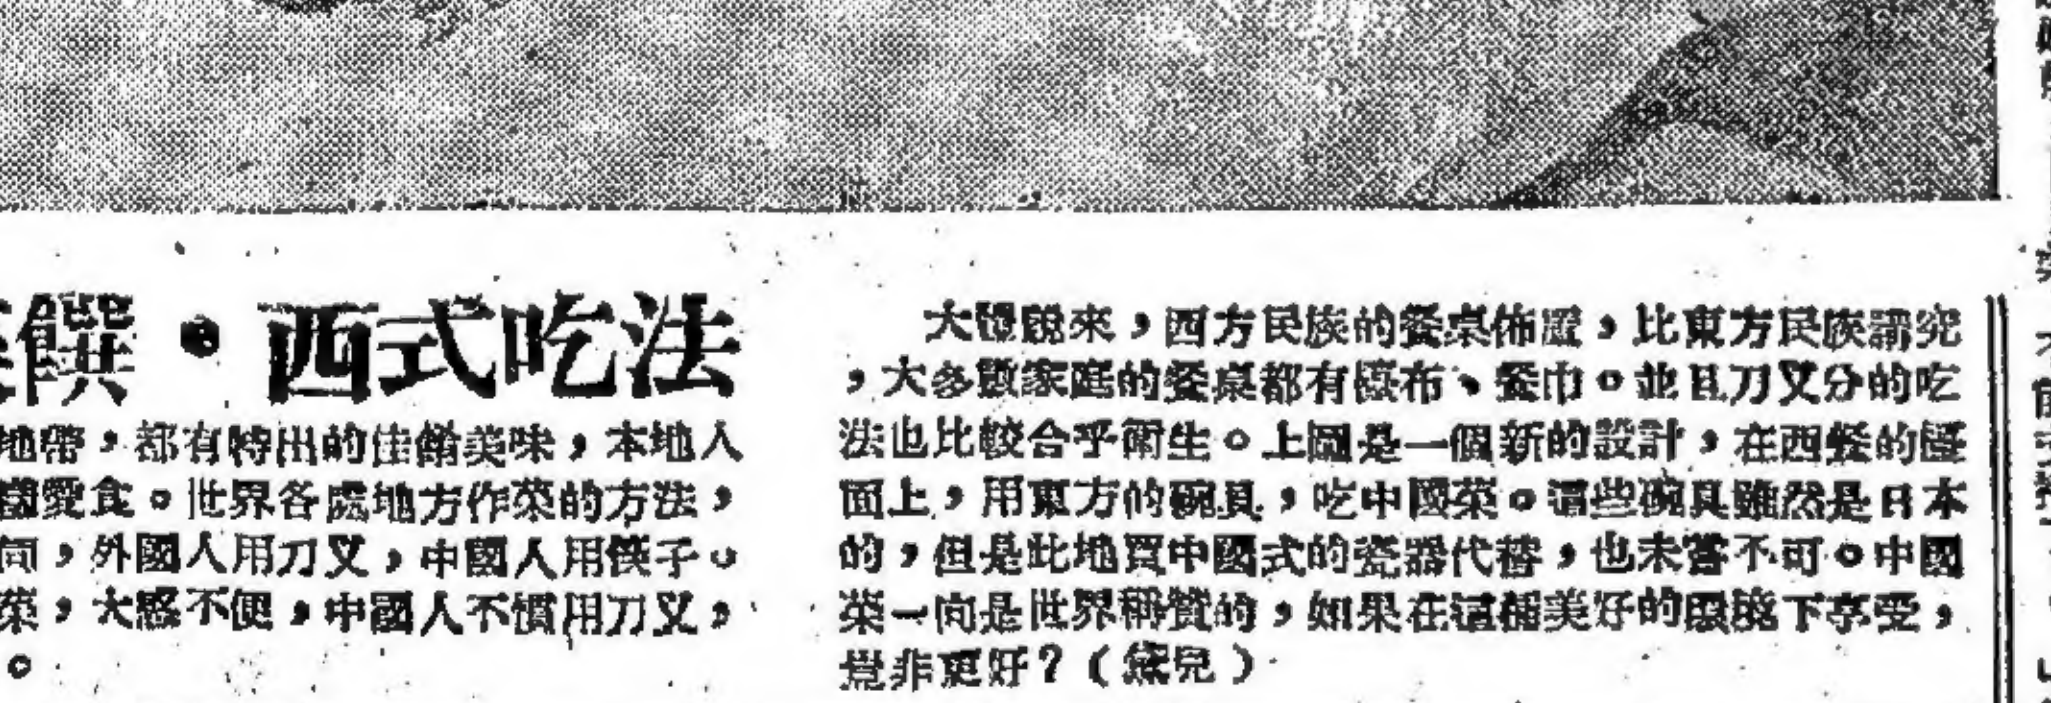 饌・西式吃法
地帶，都有特出的佳餚美味，本地人
愛食。世界各處地方作菜的方法，
同，外國人用刀叉，中國人用筷子。
菜，大感不便，中國人不慣用刀叉，
。
大體說來，西方民族的餐桌佈置，比東方民族講究
，大多數家庭的餐桌都有檯布、餐巾。並且刀叉分的吃
法也比較合乎衛生。上圖是一個新的設計，在西餐的檯
面上，用東方的碗具，吃中國菜。這些碗具雖然是日本
的，但是此地買中國式的瓷器代替，也未嘗不可。中國
菜一向是世界稱贊的，如果在這種美好的環境下享受，
豈非更好？（兒）